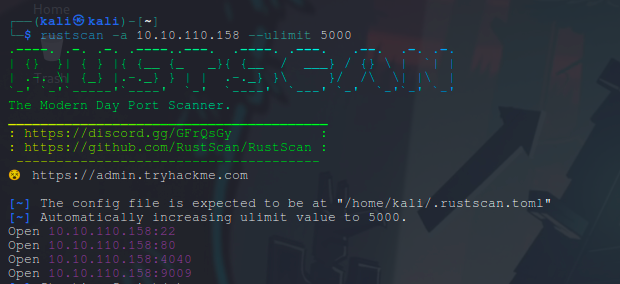 Home
┌──(kali㉿kali)-[~]
└─$ rustscan -a 10.10.110.158 --ulimit 5000
Trash
The Modern Day Port Scanner.
: https://discord.gg/GFrQsGy :
: https://github.com/RustScan/RustScan :
https://admin.tryhackme.com
[~] The config file is expected to be at "/home/kali/.rustscan.toml"
[~] Automatically increasing ulimit value to 5000.
Open 10.10.110.158:22
Open 10.10.110.158:80
Open 10.10.110.158:4040
Open 10.10.110.158:9009